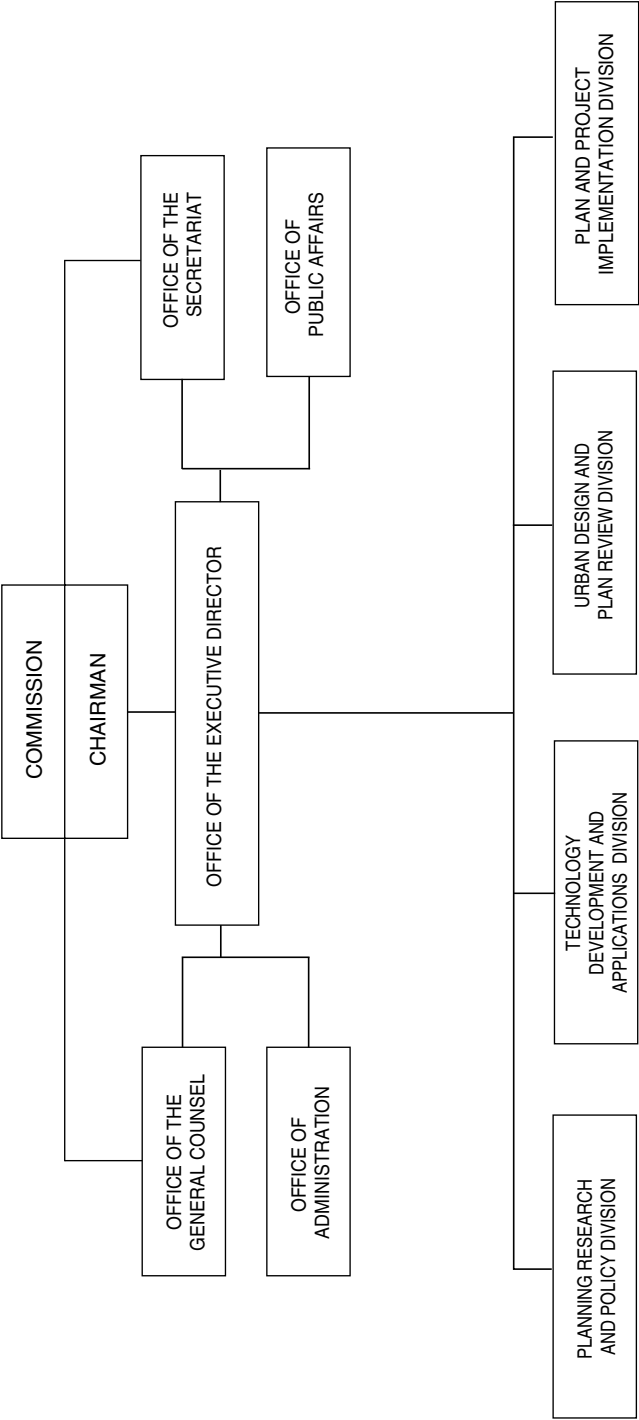 COMMISSION
CHAIRMAN
OFFICE OF THE
GENERAL COUNSEL
OFFICE OF THE
SECRETARIAT
OFFICE OF THE EXECUTIVE DIRECTOR
OFFICE OF
ADMINISTRATION
OFFICE OF
PUBLIC AFFAIRS
PLANNING RESEARCH
AND POLICY DIVISION
TECHNOLOGY
DEVELOPMENT AND
APPLICATIONS DIVISION
URBAN DESIGN AND
PLAN REVIEW DIVISION
PLAN AND PROJECT
IMPLEMENTATION DIVISION